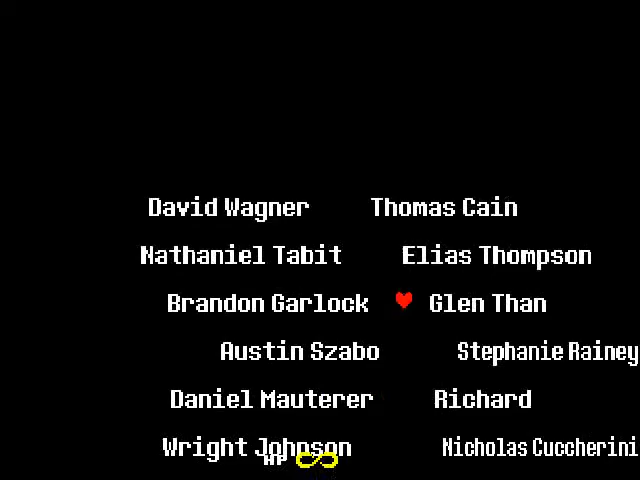 David Wagner Thomas Cain
Nathaniel Tabit Elias Thompson
Brandon Garlock Glen Than
Austin Szabo Stephanie Rainey
Daniel Mauterer Richard
Wright Johnson Nicholas Cuccherini
HP